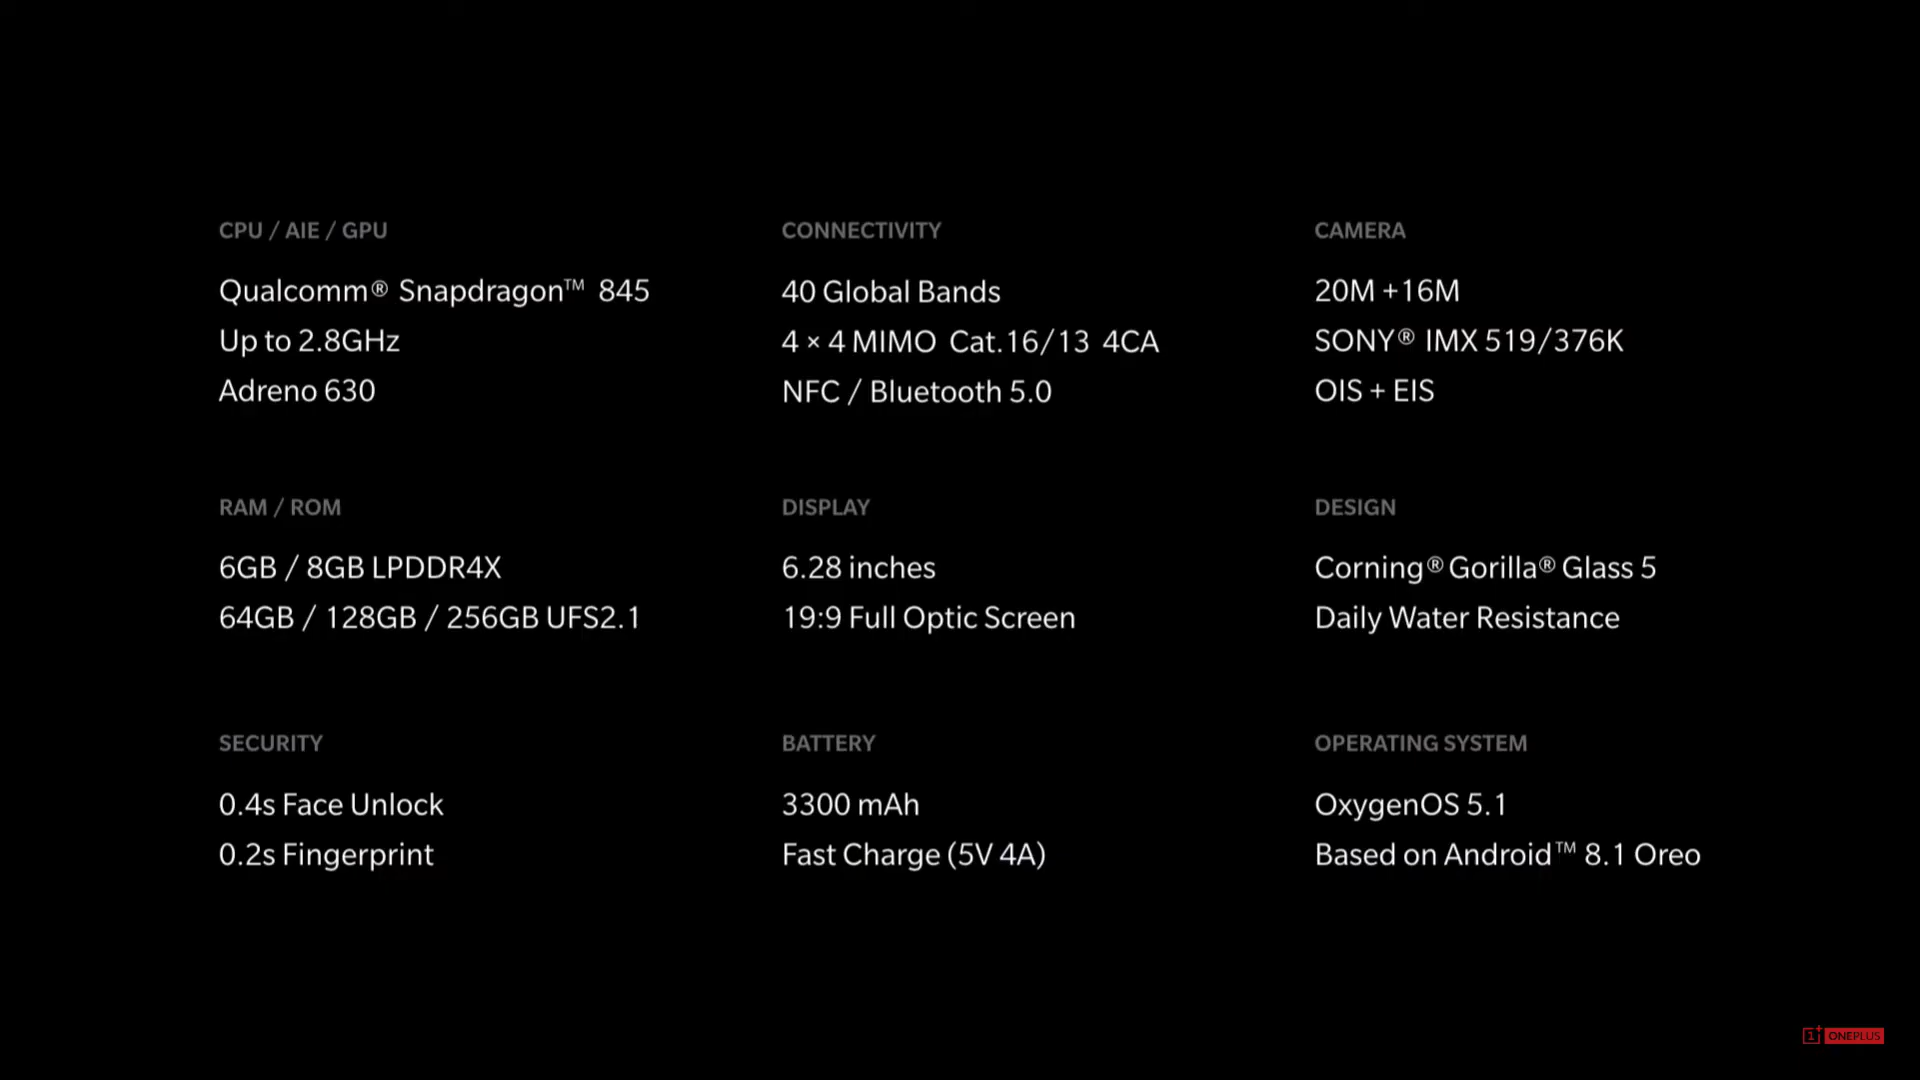 CPU / AIE / GPU
Qualcomm® Snapdragon™ 845
Up to 2.8GHz
Adreno 630
CONNECTIVITY
40 Global Bands
4 × 4 MIMO Cat.16/13 4CA
NFC / Bluetooth 5.0
CAMERA
20M +16M
SONY® IMX 519/376K
OIS + EIS
RAM / ROM
6GB / 8GB LPDDR4X
64GB / 128GB / 256GB UFS2.1
DISPLAY
6.28 inches
19:9 Full Optic Screen
DESIGN
Corning® Gorilla® Glass 5
Daily Water Resistance
SECURITY
0.4s Face Unlock
0.2s Fingerprint
BATTERY
3300 mAh
Fast Charge (5V 4A)
OPERATING SYSTEM
OxygenOS 5.1
Based on Android™ 8.1 Oreo
1+ ONEPLUS